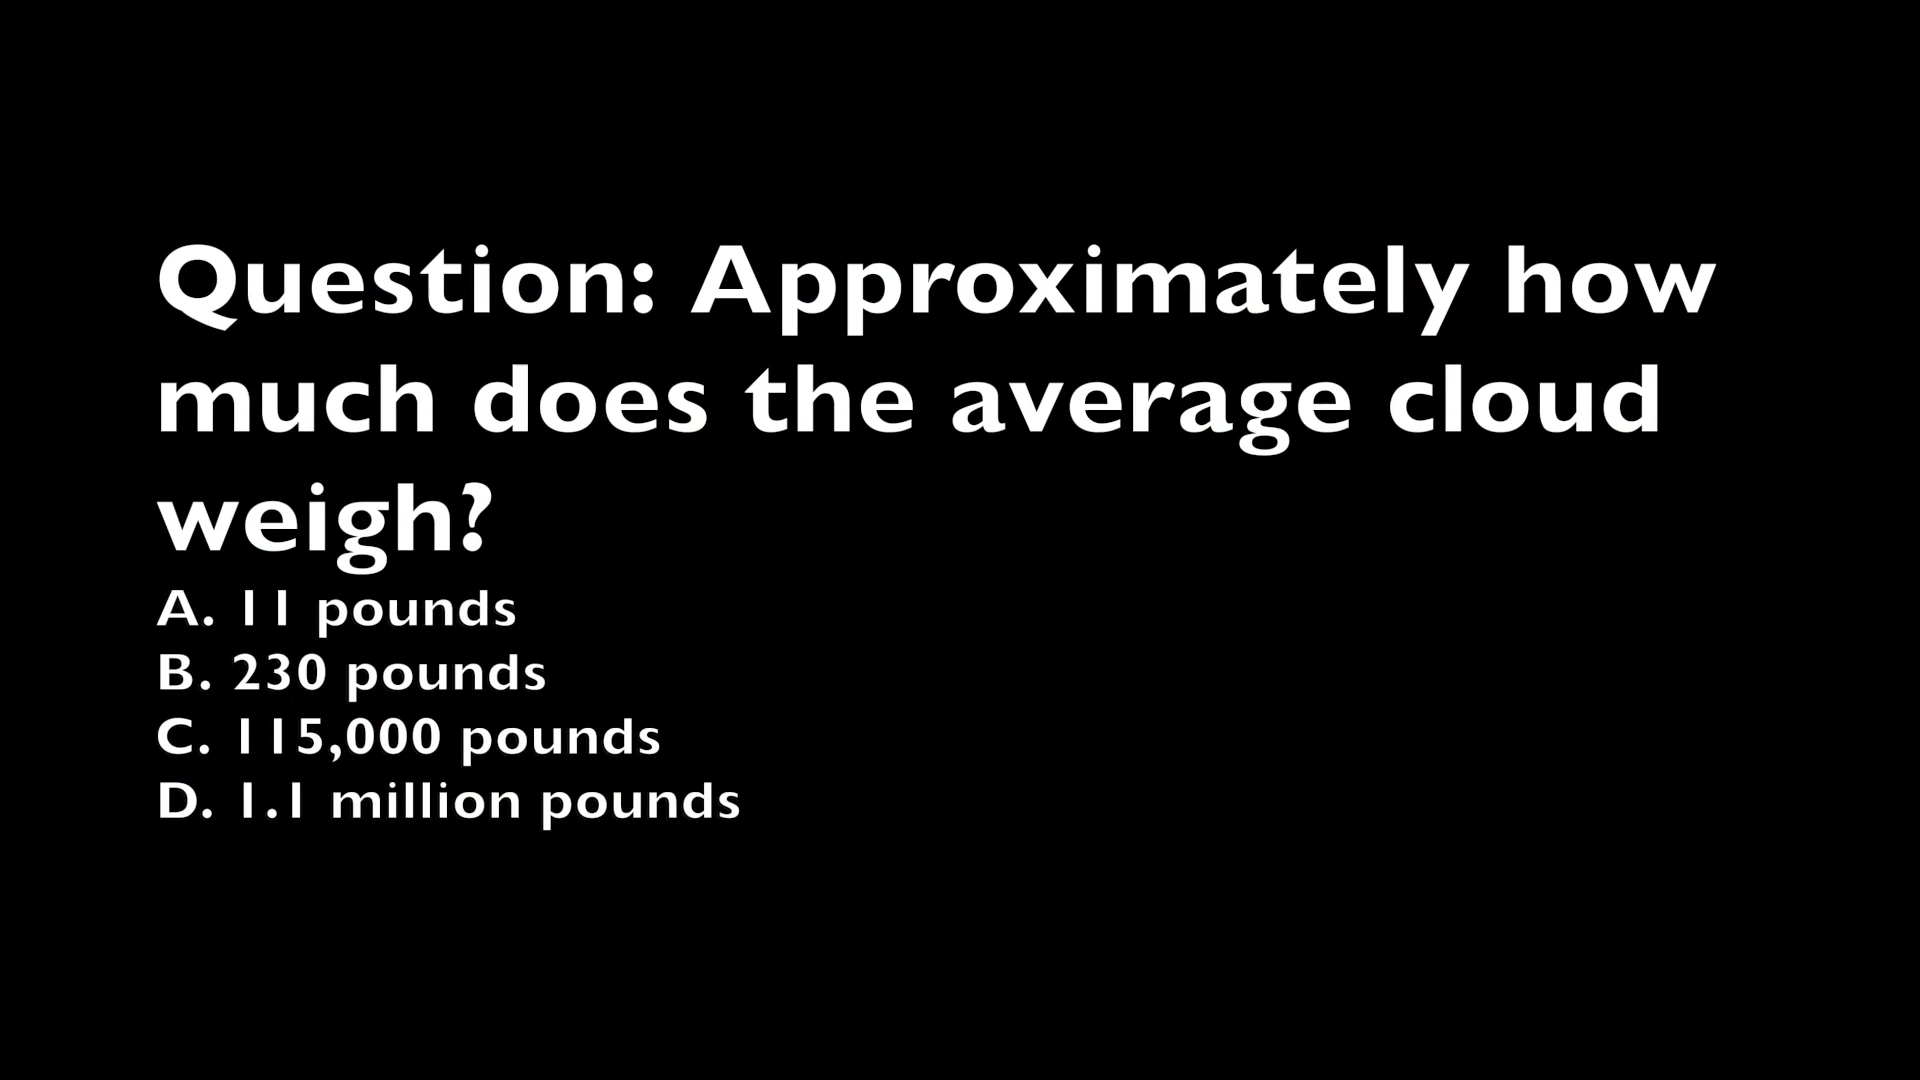 Question: Approximately how
much does the average cloud
weigh?
A. 11 pounds
B. 230 pounds
C. 115,000 pounds
D. 1.1 million pounds